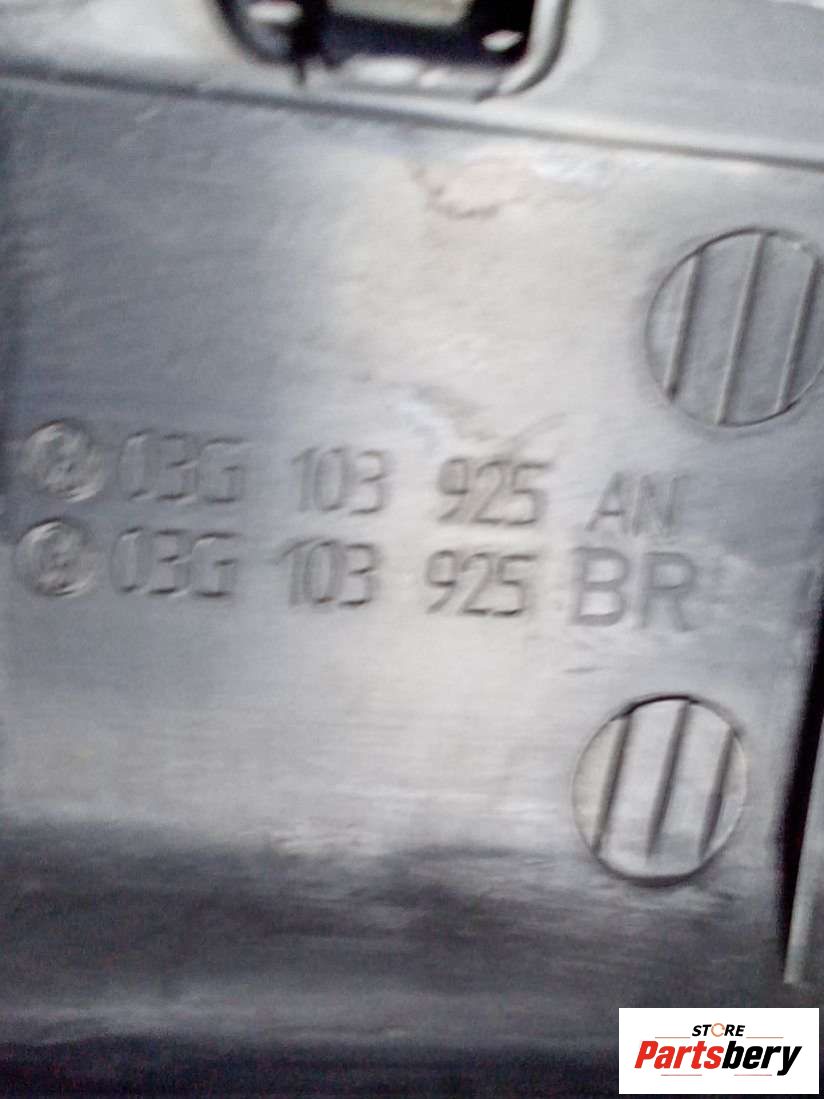 03G 103 925 AN
03G 103 925 BR
STORE
Partsbery